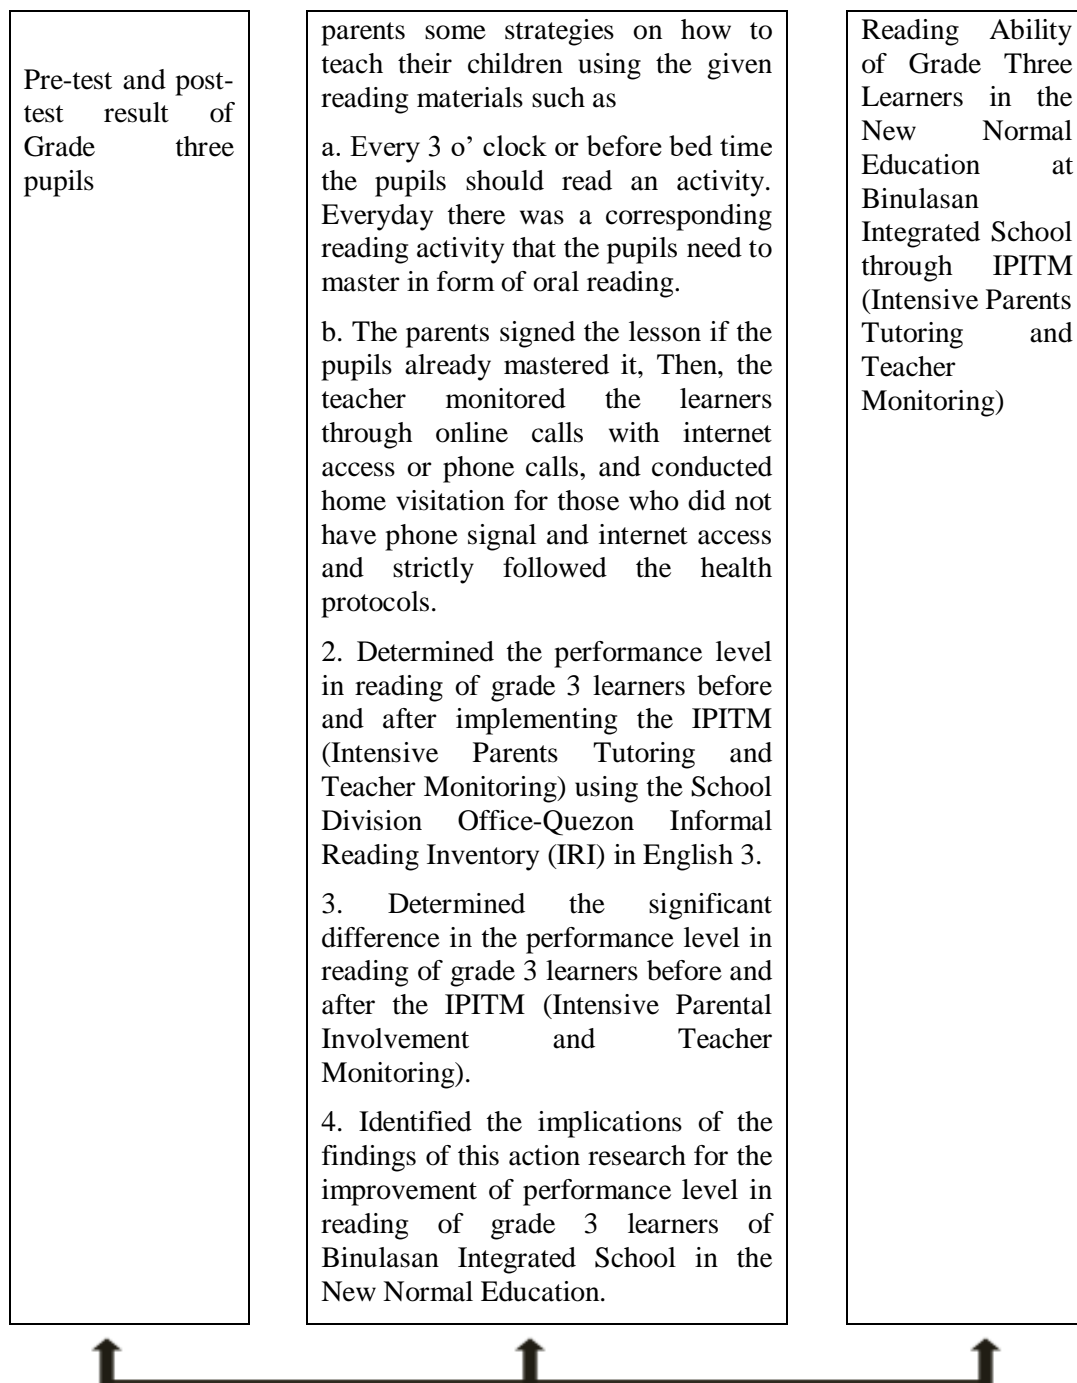 Pre-test and post-
test result of
Grade three
pupils
parents some strategies on how to
teach their children using the given
reading materials such as
a. Every 3 o’ clock or before bed time
the pupils should read an activity.
Everyday there was a corresponding
reading activity that the pupils need to
master in form of oral reading.
b. The parents signed the lesson if the
pupils already mastered it, Then, the
teacher monitored the learners
through online calls with internet
access or phone calls, and conducted
home visitation for those who did not
have phone signal and internet access
and strictly followed the health
protocols.
2. Determined the performance level
in reading of grade 3 learners before
and after implementing the IPITM
(Intensive Parents Tutoring and
Teacher Monitoring) using the School
Division Office-Quezon Informal
Reading Inventory (IRI) in English 3.
3. Determined the significant
difference in the performance level in
reading of grade 3 learners before and
after the IPITM (Intensive Parental
Involvement and Teacher
Monitoring).
4. Identified the implications of the
findings of this action research for the
improvement of performance level in
reading of grade 3 learners of
Binulasan Integrated School in the
New Normal Education.
Reading Ability
of Grade Three
Learners in the
New Normal
Education at
Binulasan
Integrated School
through IPITM
(Intensive Parents
Tutoring and
Teacher
Monitoring)